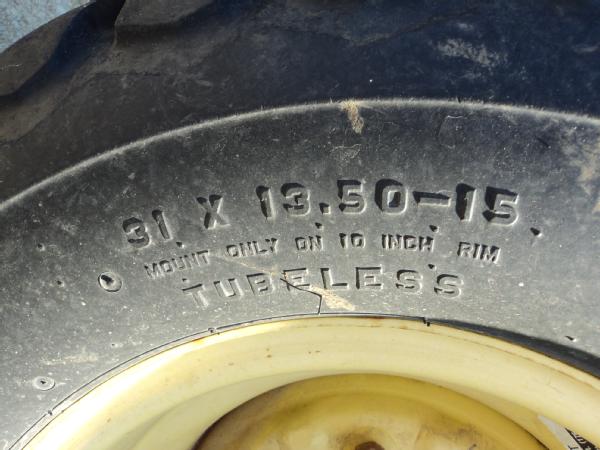 31 X 13.50-15
MOUNT ONLY ON 10 INCH RIM
TUBELESS